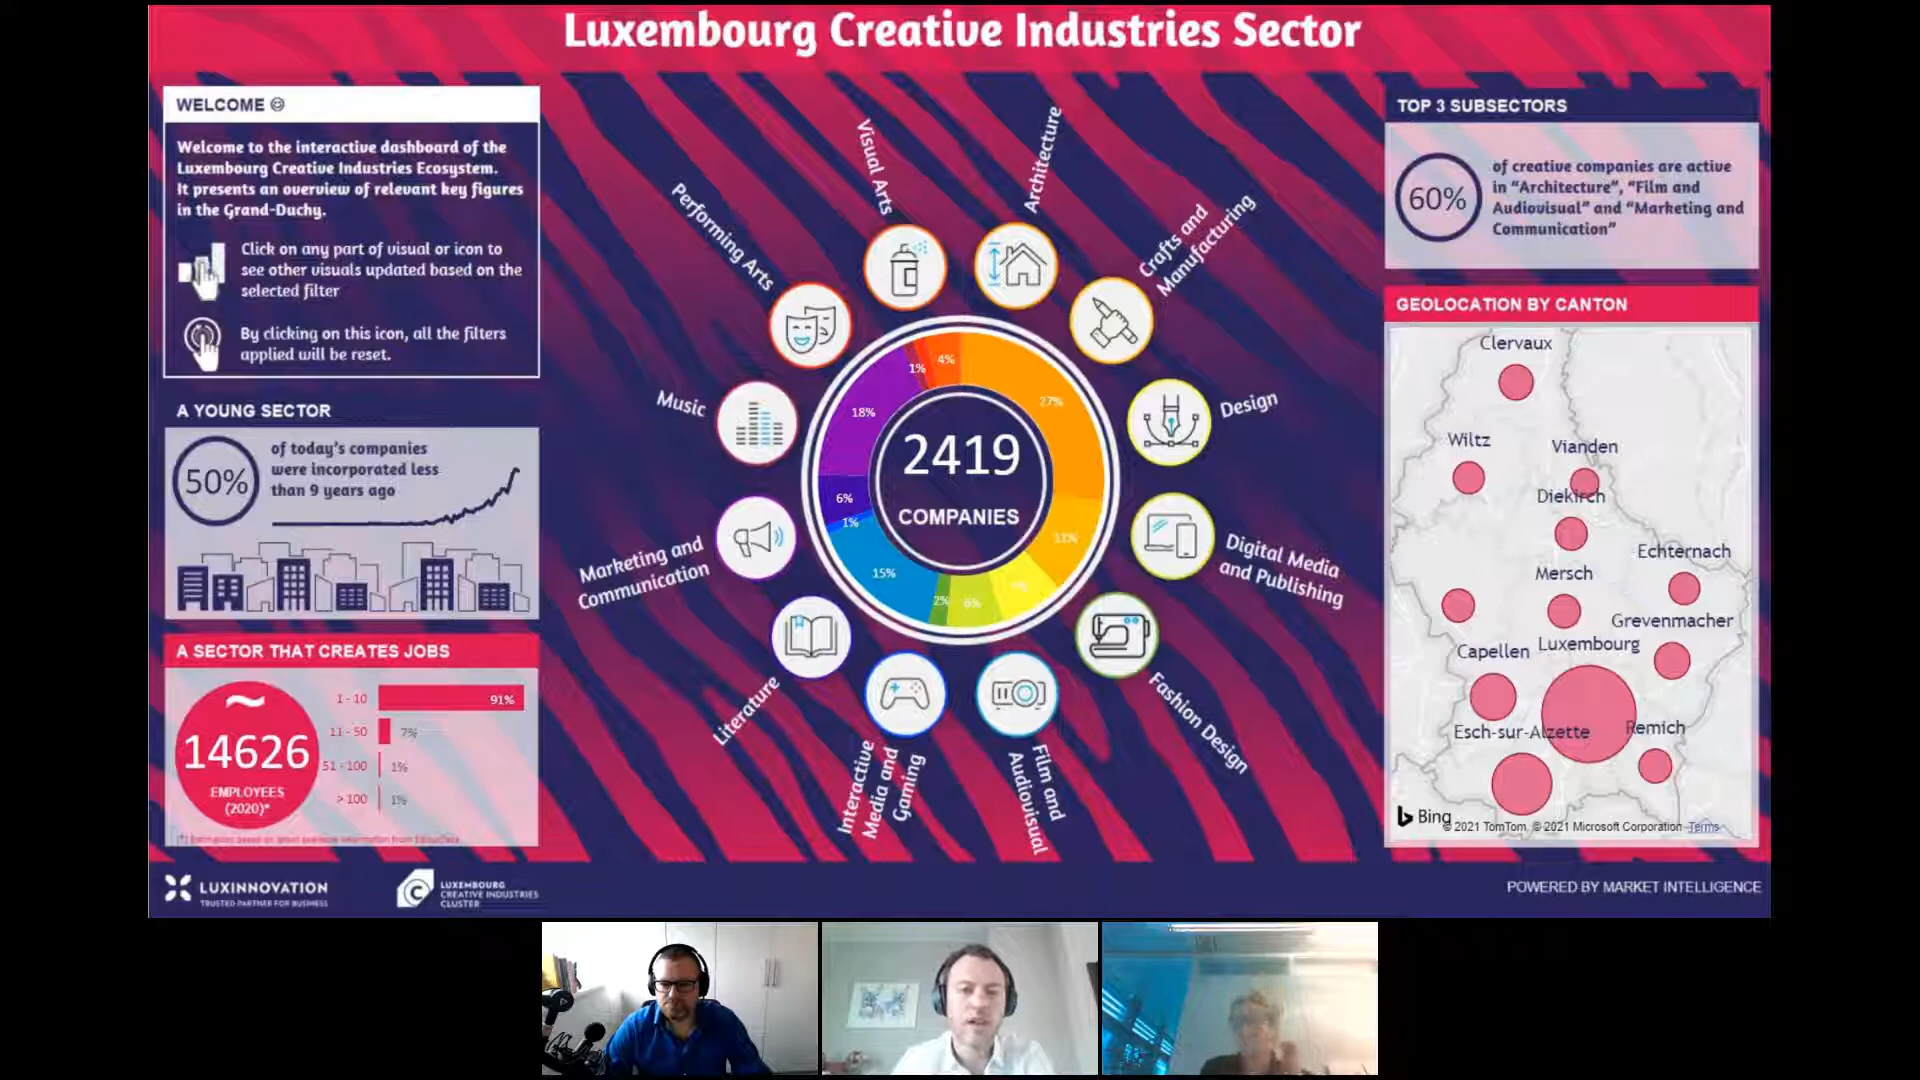 Luxembourg Creative Industries Sector
WELCOME ☺
Welcome to the interactive dashboard of the
Luxembourg Creative Industries Ecosystem.
It presents an overview of relevant key figures
in the Grand-Duchy.
Click on any part of visual or icon to
see other visuals updated based on the
selected filter
By clicking on this icon, all the filters
applied will be reset.
A YOUNG SECTOR
50%
of today's companies
were incorporated less
than 9 years ago
A SECTOR THAT CREATES JOBS
~
14626
EMPLOYEES
(2020)*
1 - 10
91%
11 - 50
7%
51 - 100
1%
> 100
1%
Visual Arts
Architecture
Performing Arts
Crafts and
Manufacturing
Music
Design
Marketing and
Communication
Digital Media
and Publishing
Literature
Fashion Design
Interactive
Media and
Gaming
Film and
Audiovisual
1%
4%
27%
18%
11%
6%
1%
15%
2%
6%
2419
COMPANIES
TOP 3 SUBSECTORS
60%
of creative companies are active
in "Architecture", "Film and
Audiovisual" and "Marketing and
Communication"
GEOLOCATION BY CANTON
Clervaux
Wiltz
Vianden
Diekirch
Echternach
Mersch
Grevenmacher
Capellen
Luxembourg
Esch-sur-Alzette
Remich
Bing
© 2021 TomTom, © 2021 Microsoft Corporation Terms
LUXINNOVATION
TRUSTED PARTNER FOR BUSINESS
LUXEMBOURG
CREATIVE INDUSTRIES
CLUSTER
POWERED BY MARKET INTELLIGENCE